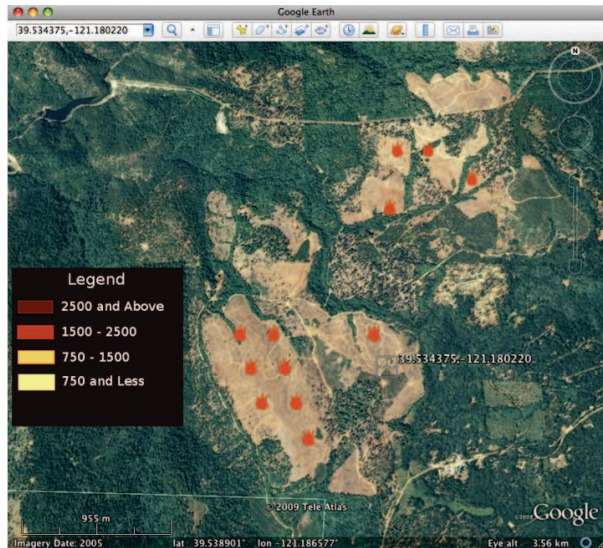 Google Earth
39.534375,-121.180220
N
Legend
2500 and Above
1500 - 2500
750 - 1500
750 and Less
39.534375,-121.180220
© 2009 Tele Atlas
©2009 Google
955 m
Imagery Date: 2005 lat 39.538901° lon -121.186577° Eye alt 3.56 km